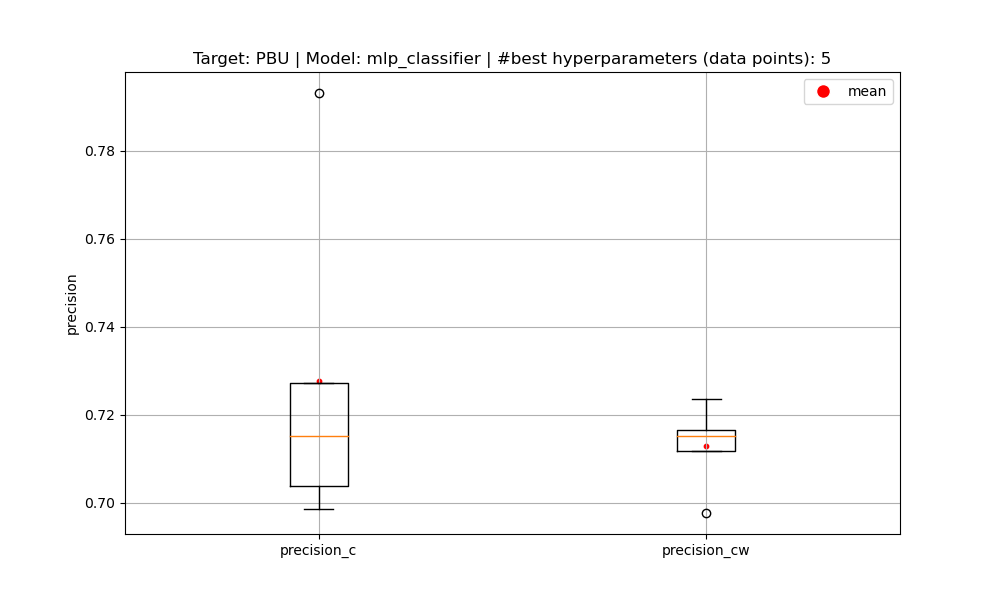 Target: PBU | Model: mlp_classifier | #best hyperparameters (data points): 5
mean
0.78
0.76
0.74
0.72
0.70
precision
precision_c
precision_cw